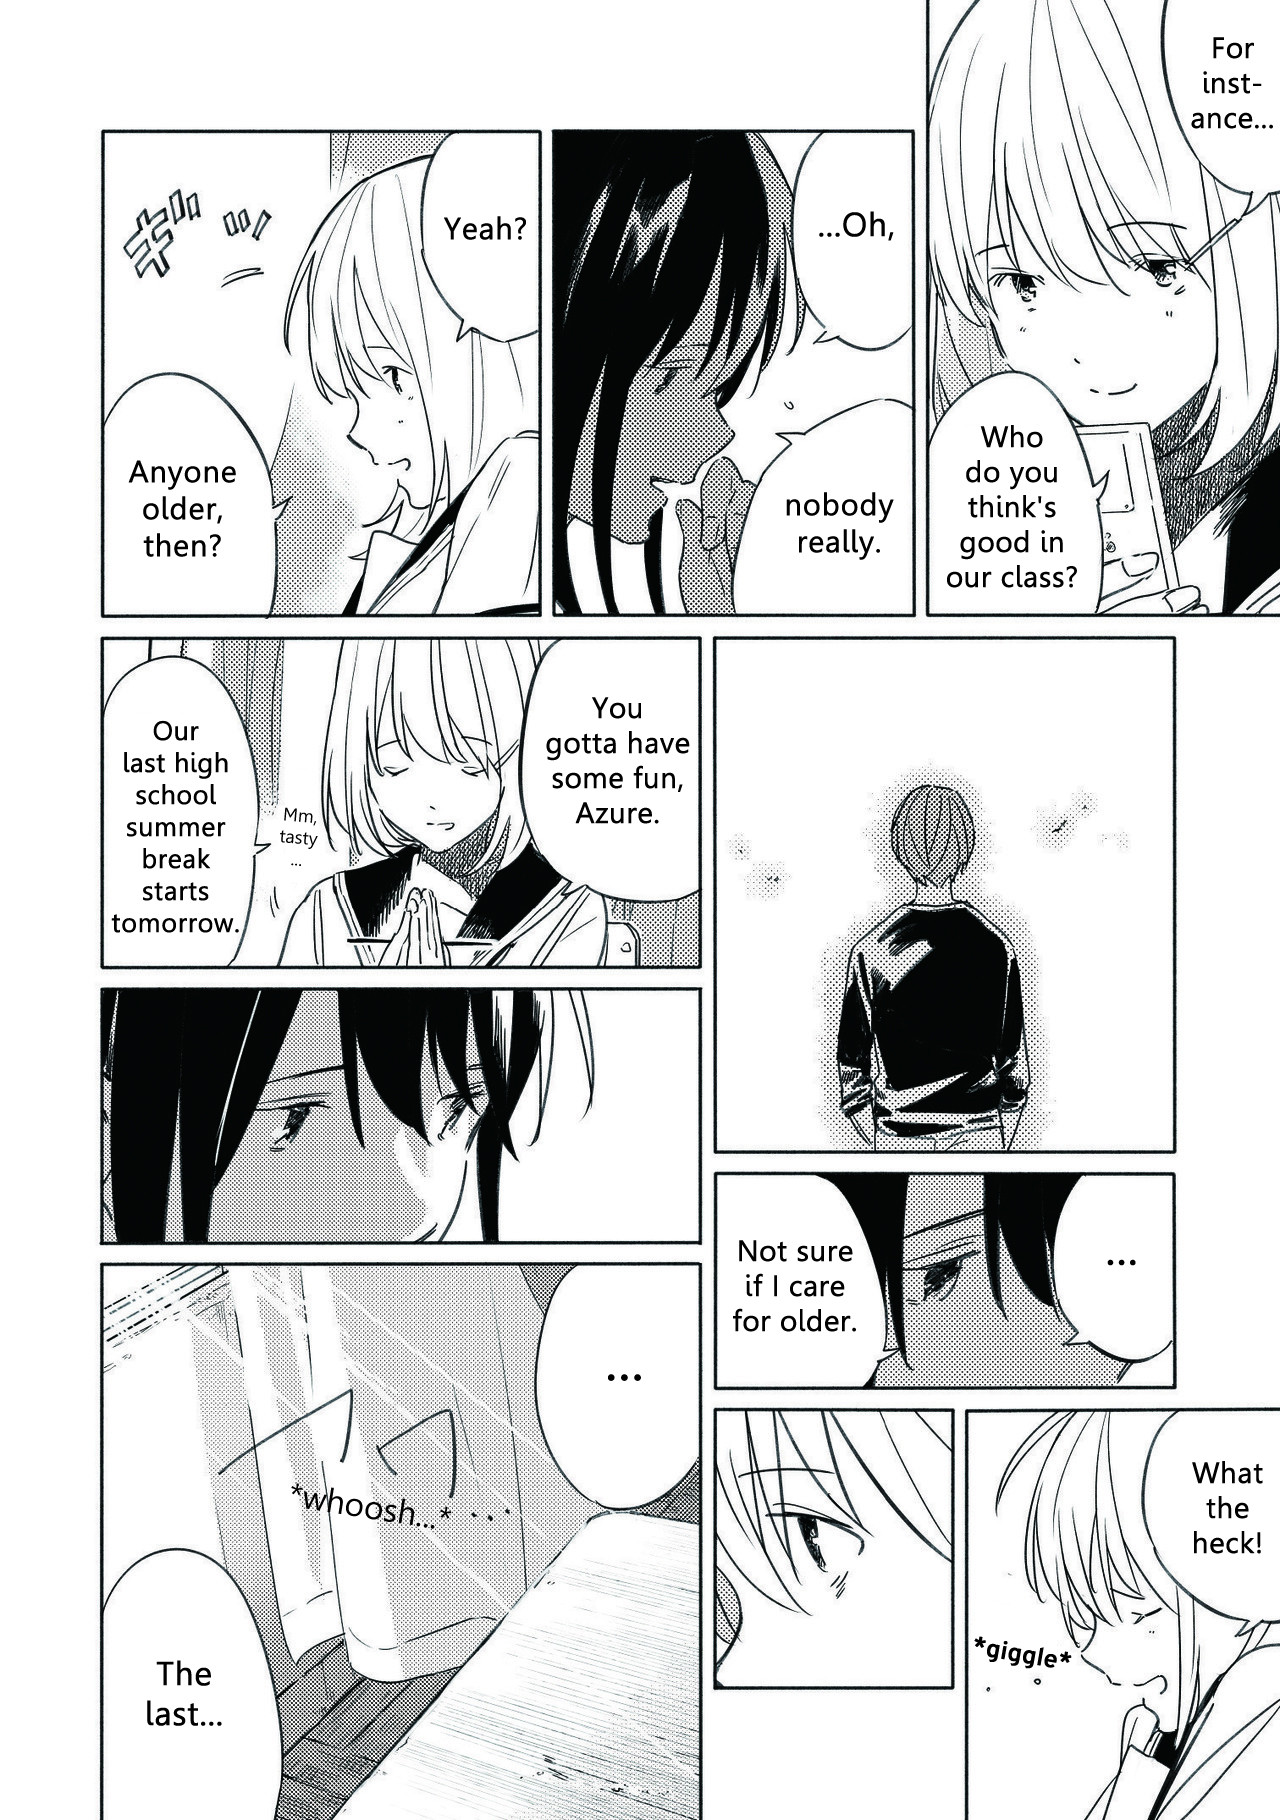 For
inst-
ance...
Who
do you
think's
good in
our class?
...Oh,
nobody
really.
Yeah?
Anyone
older,
then?
ギシ
...
Not sure
if I care
for older.
What
the
heck!
*giggle*
You
gotta have
some fun,
Azure.
Mm,
tasty
...
Our
last high
school
summer
break
starts
tomorrow.
...
*whoosh...*
The
last...